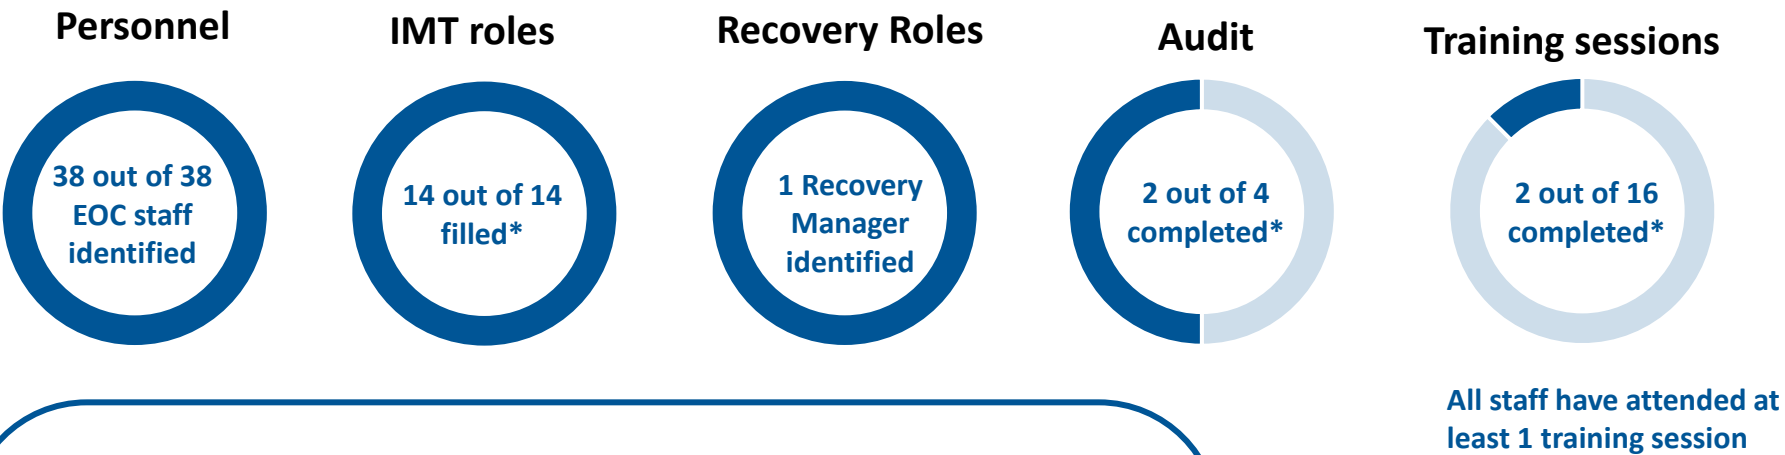 Personnel
IMT roles
Recovery Roles
Audit
Training sessions
38 out of 38
EOC staff
identified
14 out of 14
filled*
1 Recovery
Manager
identified
2 out of 4
completed*
2 out of 16
completed*
All staff have attended at
least 1 training session